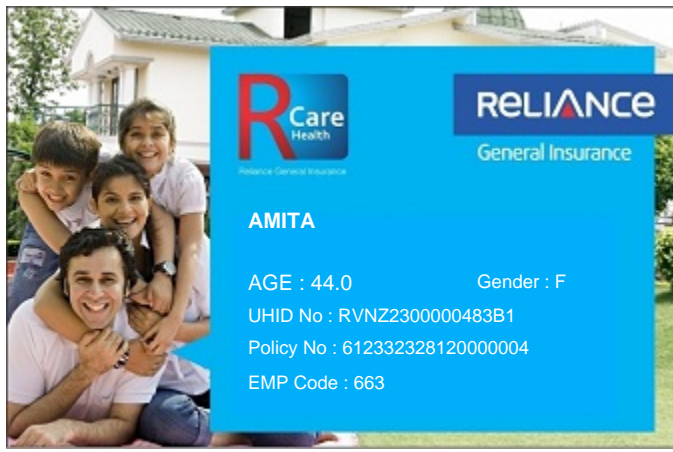 RCare
Health
Reliance General Insurance
RELIANCE
General Insurance
AMITA
AGE : 44.0 Gender : F
UHID No : RVNZ2300000483B1
Policy No : 612332328120000004
EMP Code : 663